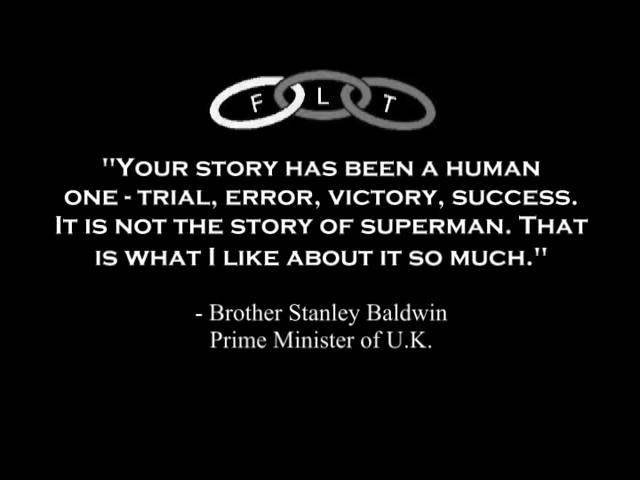 F L T
"YOUR STORY HAS BEEN A HUMAN
ONE - TRIAL, ERROR, VICTORY, SUCCESS.
IT IS NOT THE STORY OF SUPERMAN. THAT
IS WHAT I LIKE ABOUT IT SO MUCH."
- Brother Stanley Baldwin
Prime Minister of U.K.